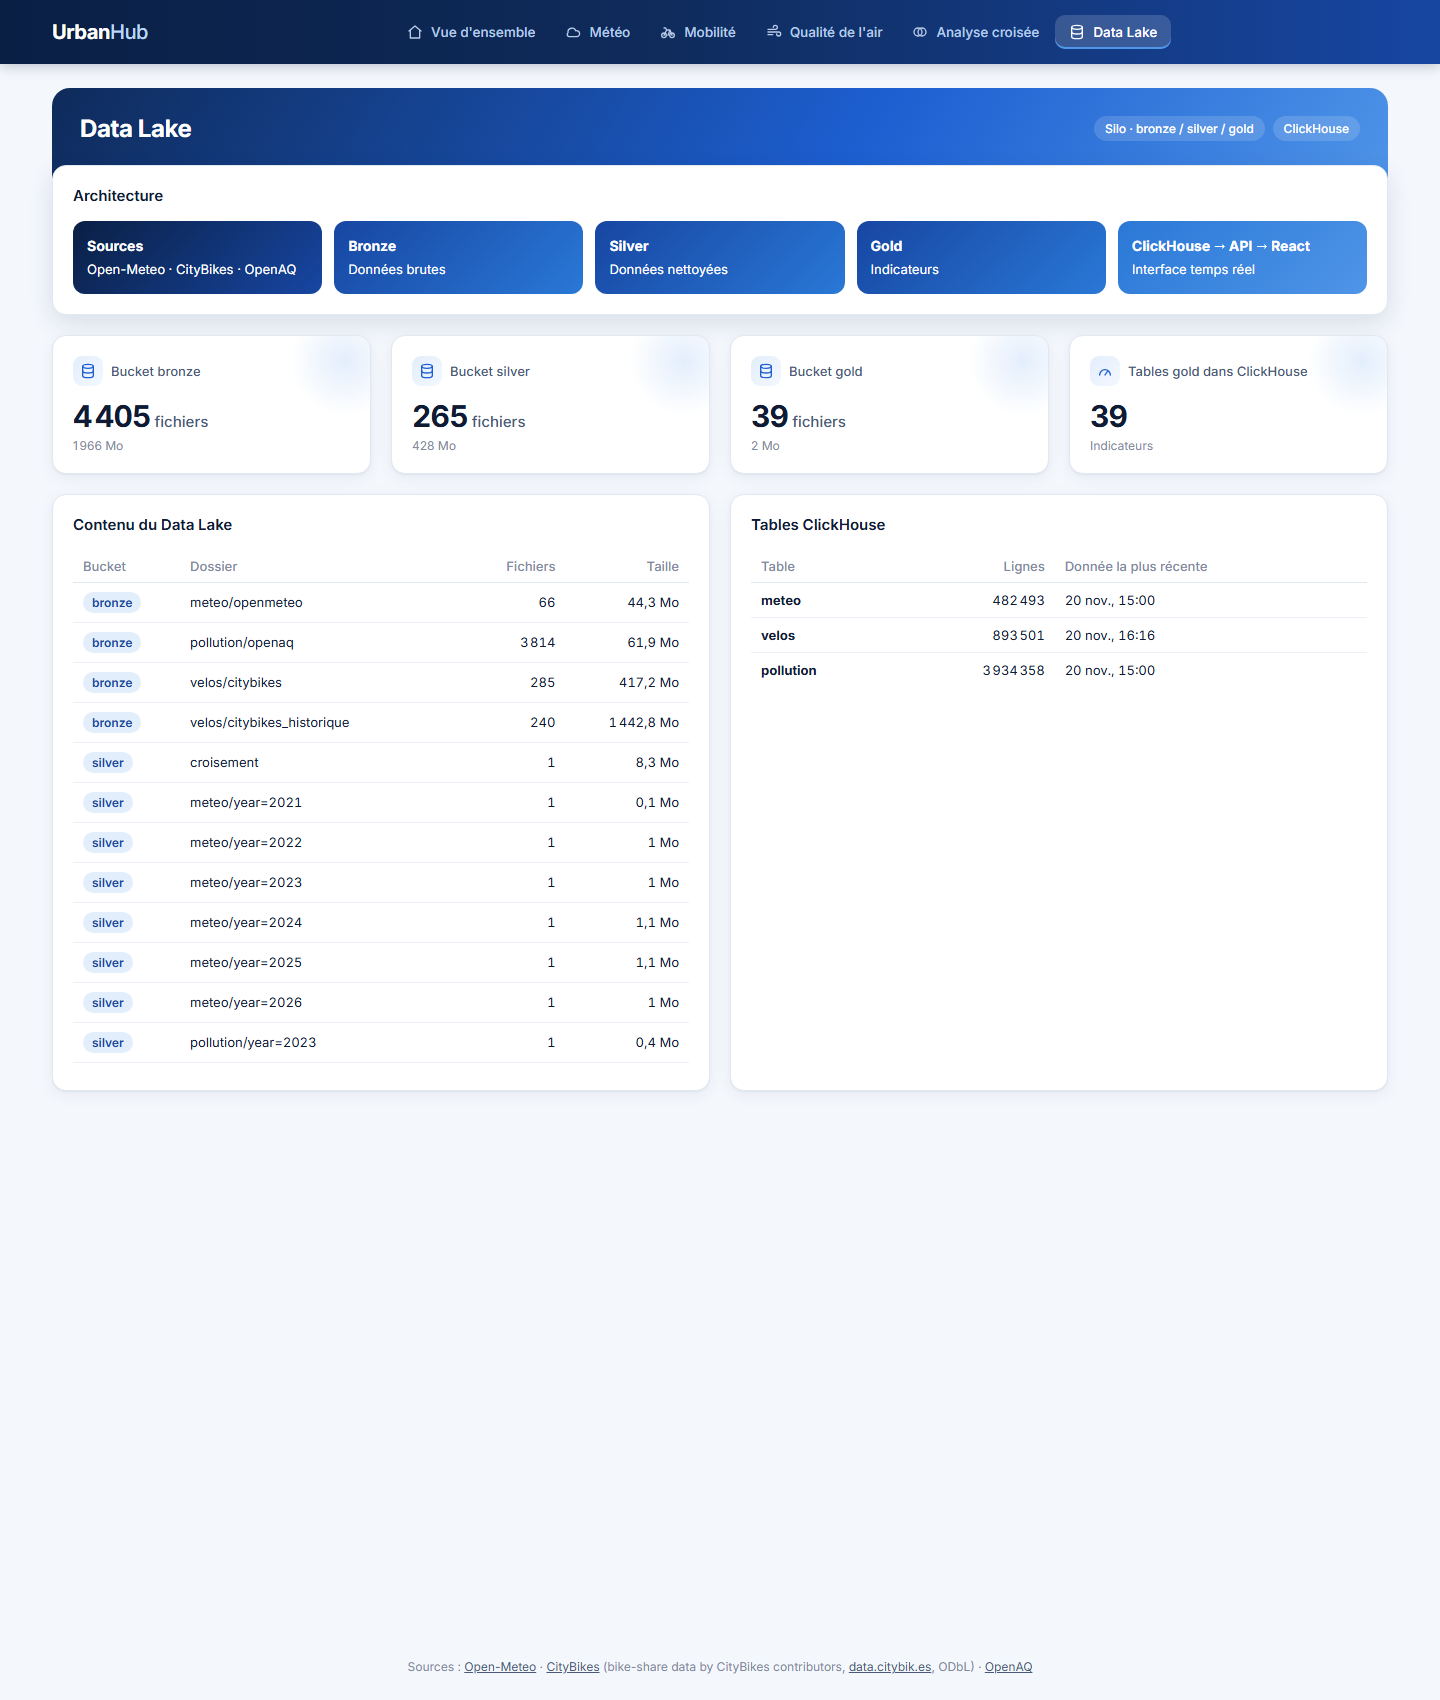 UrbanHub
Vue d'ensemble
Météo
Mobilité
Qualité de l'air
Analyse croisée
Data Lake
Data Lake
Silo · bronze / silver / gold
ClickHouse
Architecture
Sources
Open-Meteo · CityBikes · OpenAQ
Bronze
Données brutes
Silver
Données nettoyées
Gold
Indicateurs
ClickHouse → API → React
Interface temps réel
Bucket bronze
4 405 fichiers
1 966 Mo
Bucket silver
265 fichiers
428 Mo
Bucket gold
39 fichiers
2 Mo
Tables gold dans ClickHouse
39
Indicateurs
Contenu du Data Lake
Bucket Dossier Fichiers Taille
bronze meteo/openmeteo 66 44,3 Mo
bronze pollution/openaq 3 814 61,9 Mo
bronze velos/citybikes 285 417,2 Mo
bronze velos/citybikes_historique 240 1 442,8 Mo
silver croisement 1 8,3 Mo
silver meteo/year=2021 1 0,1 Mo
silver meteo/year=2022 1 1 Mo
silver meteo/year=2023 1 1 Mo
silver meteo/year=2024 1 1,1 Mo
silver meteo/year=2025 1 1,1 Mo
silver meteo/year=2026 1 1 Mo
silver pollution/year=2023 1 0,4 Mo
Tables ClickHouse
Table Lignes Donnée la plus récente
meteo 482 493 20 nov., 15:00
velos 893 501 20 nov., 16:16
pollution 3 934 358 20 nov., 15:00
Sources : Open-Meteo · CityBikes (bike-share data by CityBikes contributors, data.citybik.es, ODbL) · OpenAQ